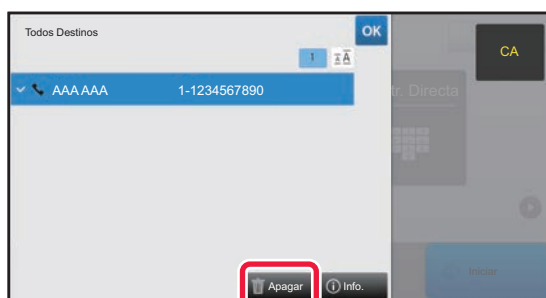 Todos Destinos
OK
CA
1
AAA AAA 1-1234567890
tr. Directa
Apagar
Info.
Iniciar